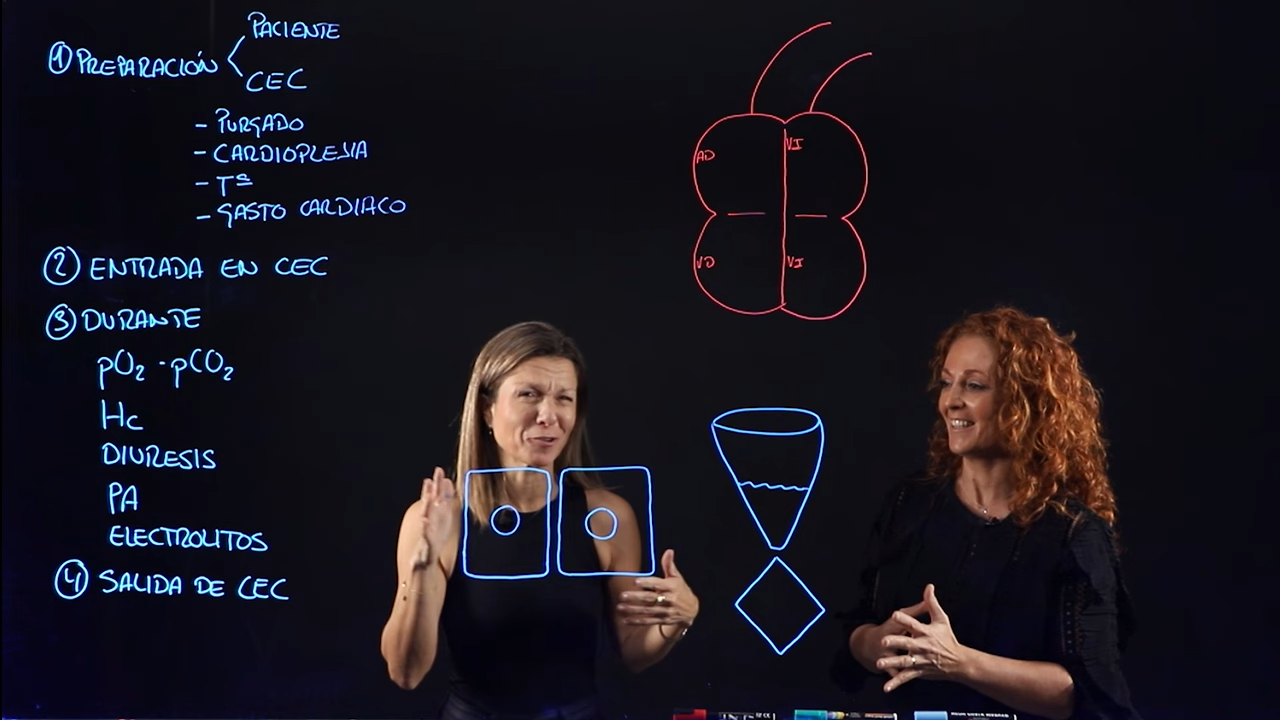 ① PREPARACIÓN
PACIENTE
CEC
- PURGADO
- CARDIOPLEJIA
- Tª
- GASTO CARDIACO
② ENTRADA EN CEC
③ DURANTE
pO₂ · pCO₂
Hc
DIURESIS
PA
ELECTROLITOS
④ SALIDA DE CEC
AD
VI
VD
VI